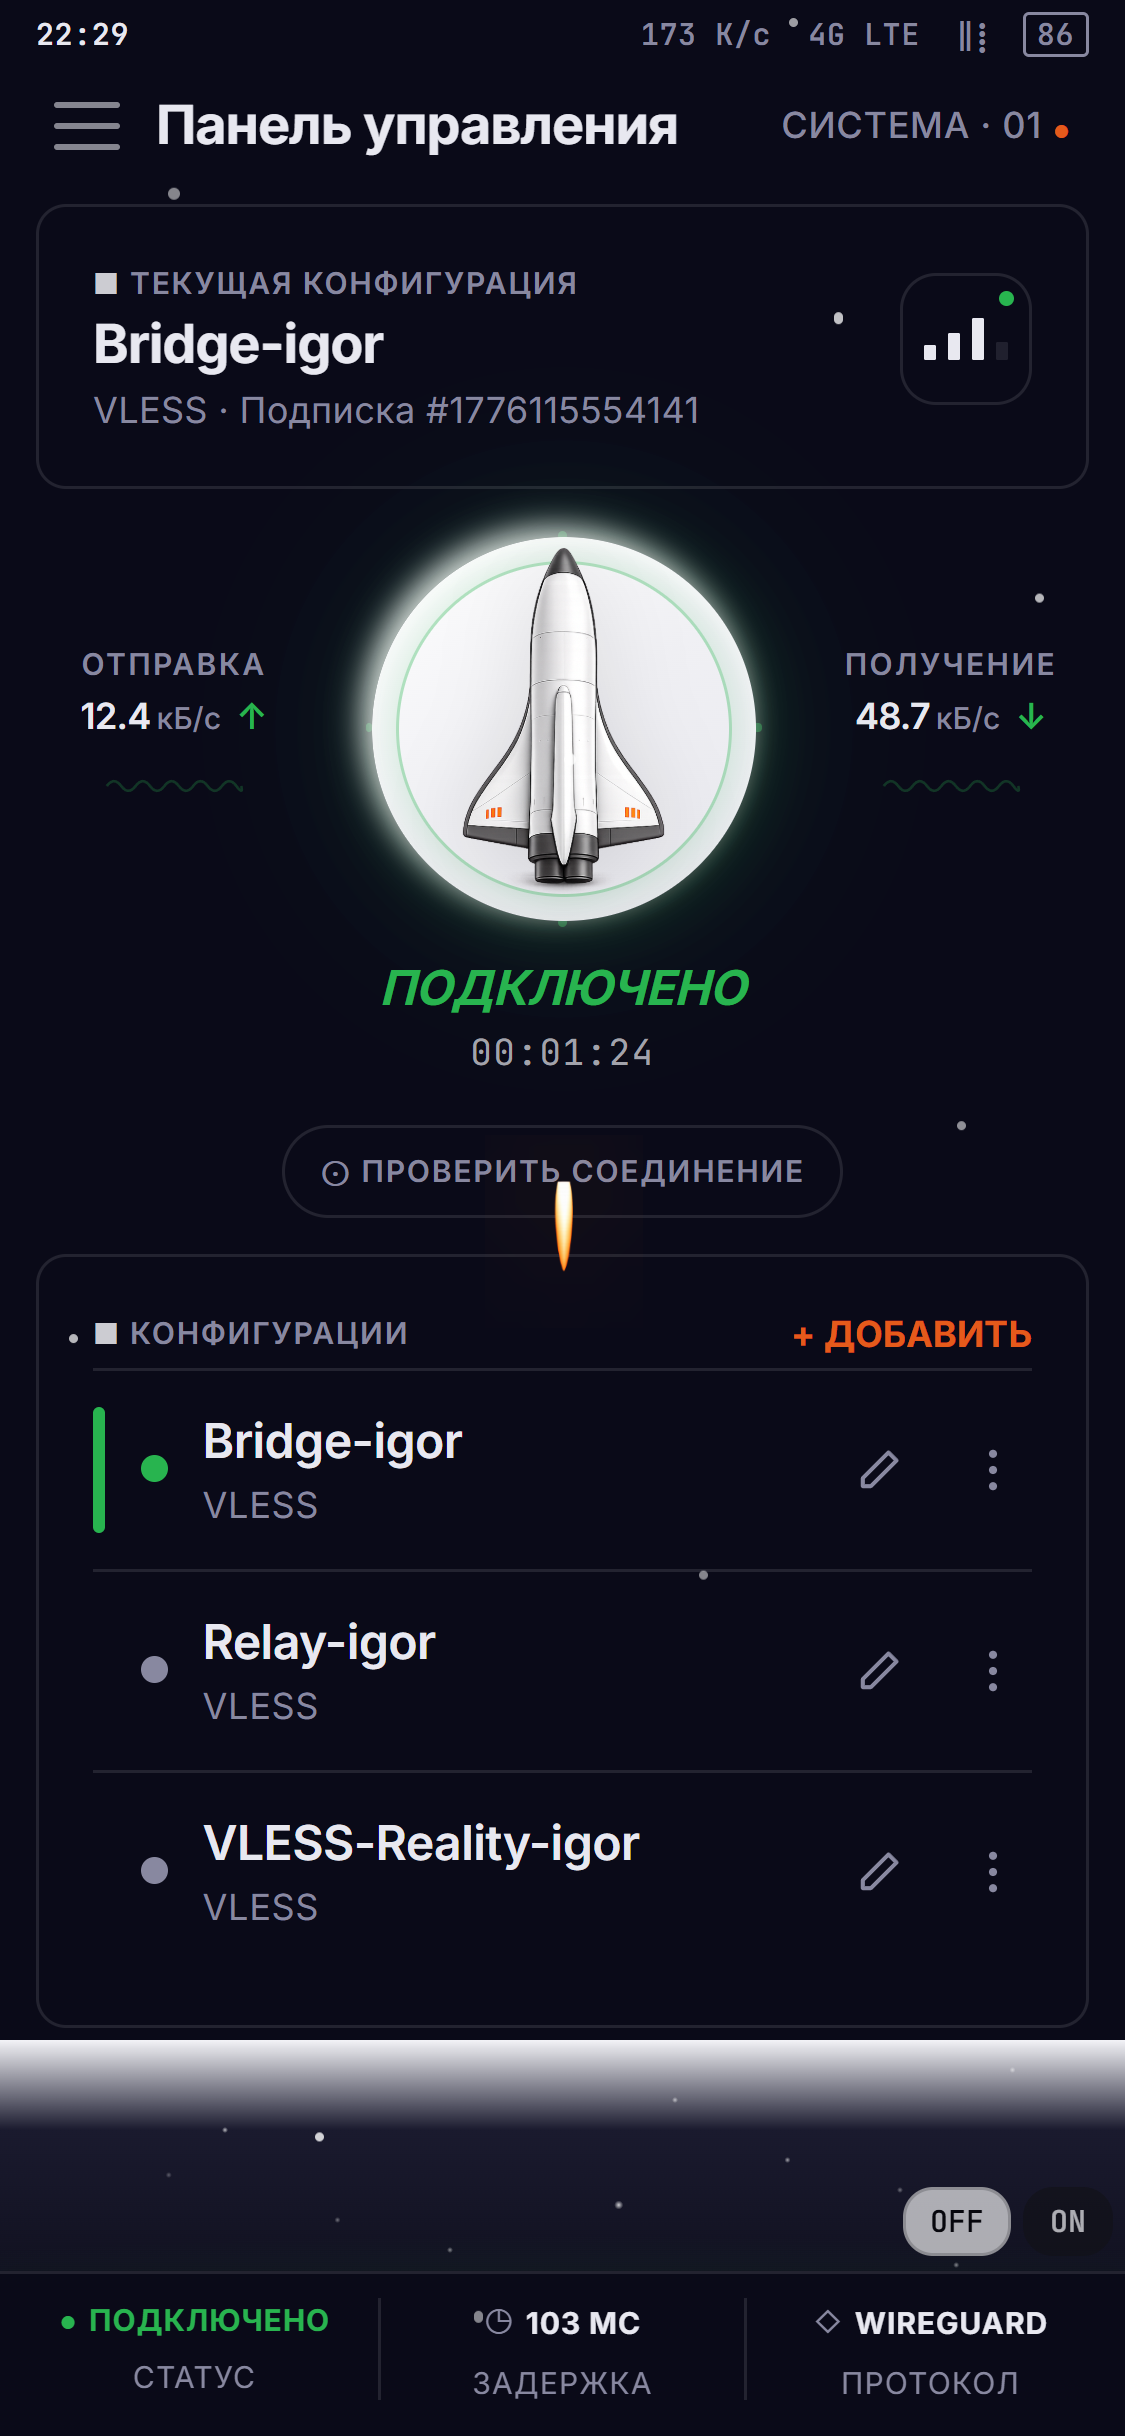 22:29
173 К/с 4G LTE 86
Панель управления
СИСТЕМА · 01
ТЕКУЩАЯ КОНФИГУРАЦИЯ
Bridge-igor
VLESS · Подписка #1776115554141
ОТПРАВКА
12.4 кБ/с ↑
ПОЛУЧЕНИЕ
48.7 кБ/с ↓
ПОДКЛЮЧЕНО
00:01:24
ПРОВЕРИТЬ СОЕДИНЕНИЕ
КОНФИГУРАЦИИ
+ ДОБАВИТЬ
Bridge-igor
VLESS
Relay-igor
VLESS
VLESS-Reality-igor
VLESS
OFF ON
ПОДКЛЮЧЕНО
СТАТУС
103 МС
ЗАДЕРЖКА
WIREGUARD
ПРОТОКОЛ